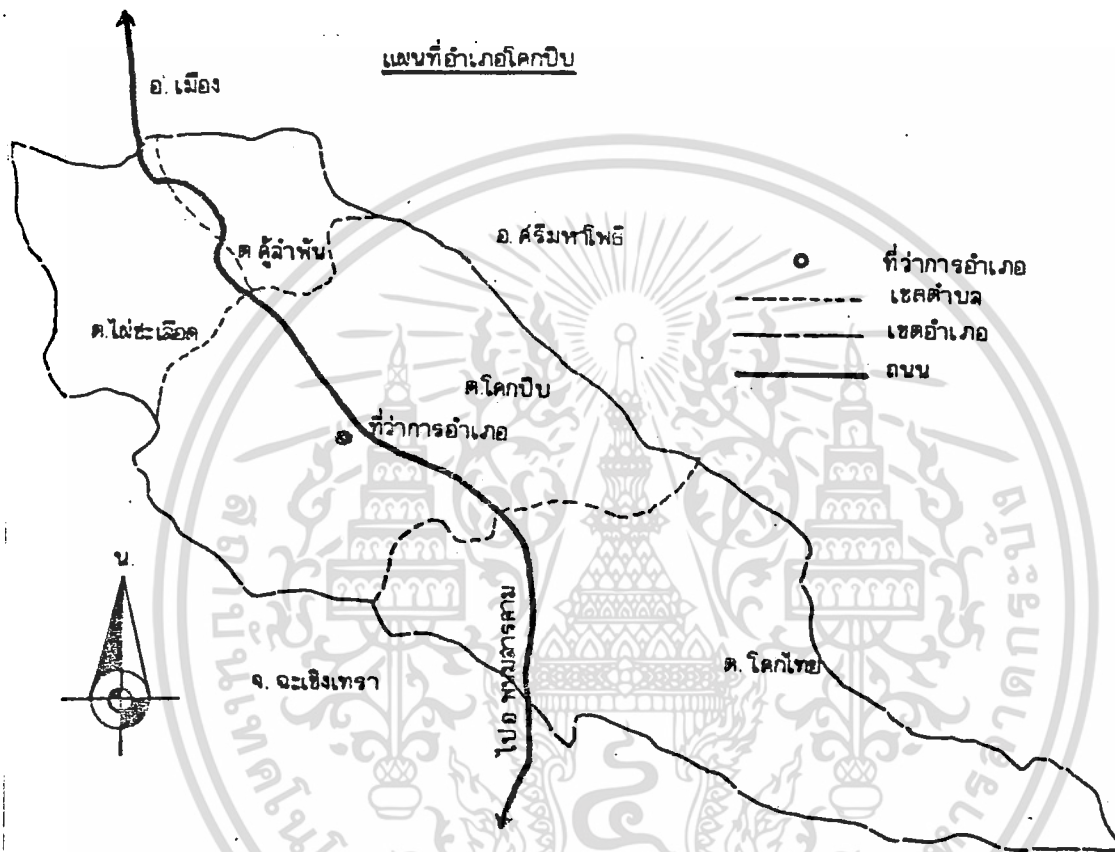 แผนที่อำเภอโคกปีบ
อ. เมือง
อ. ศรีมหาโพธิ
ต. คู้ลำพัน
ต. ไผ่ชะเลือด
ต. โคกปีบ
ที่ว่าการอำเภอ
ที่ว่าการอำเภอ
เขตตำบล
เขตอำเภอ
ถนน
น.
จ. ฉะเชิงเทรา
ไป อ พนมสารคาม
ต. โคกไทย